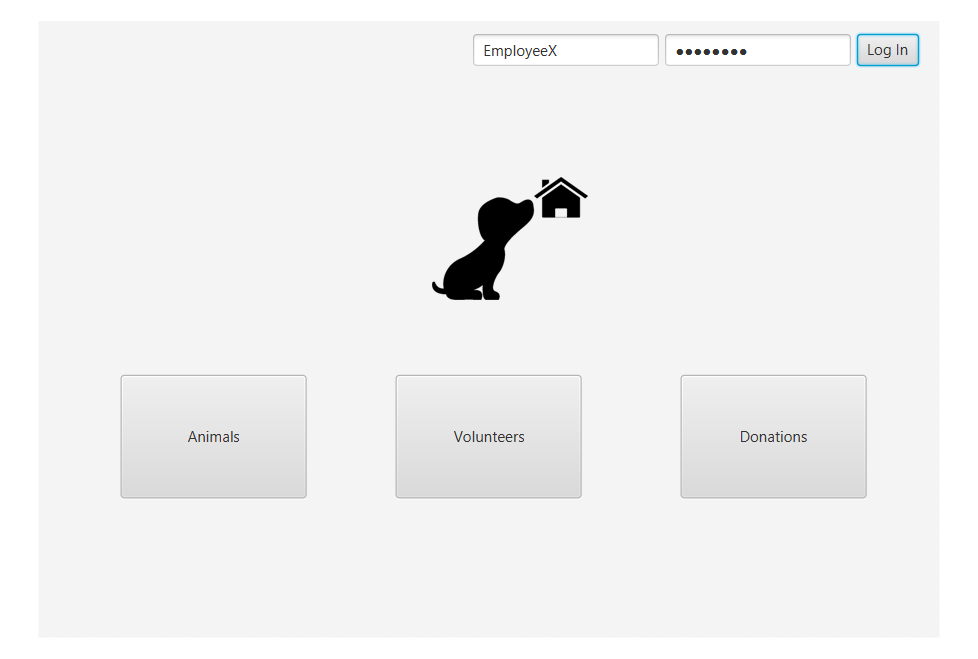 EmployeeX ●●●●●●●● Log In
Animals Volunteers Donations